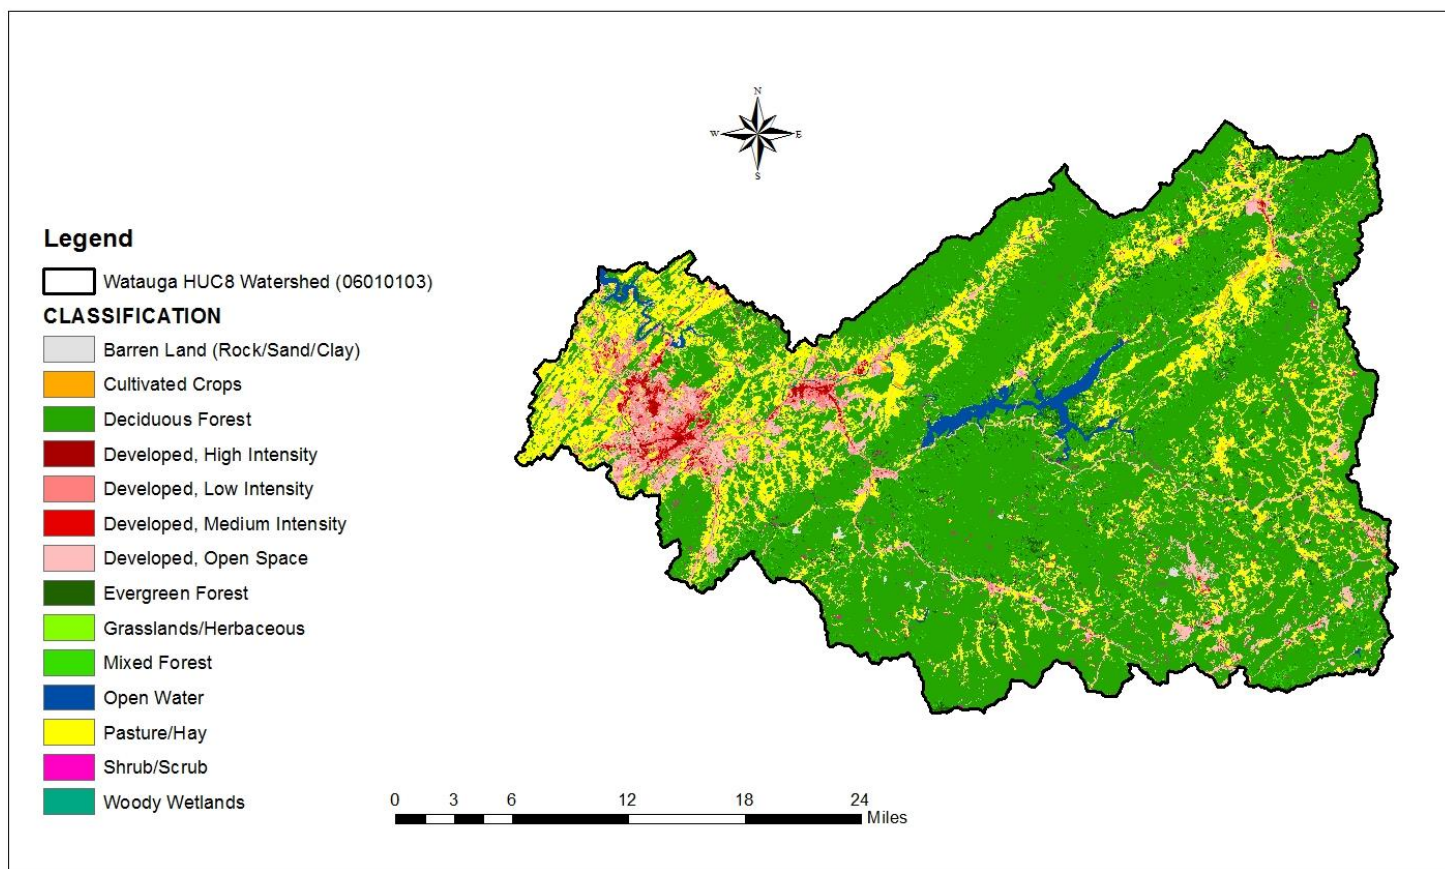 N
W
E
S
Legend
Watauga HUC8 Watershed (06010103)
CLASSIFICATION
Barren Land (Rock/Sand/Clay)
Cultivated Crops
Deciduous Forest
Developed, High Intensity
Developed, Low Intensity
Developed, Medium Intensity
Developed, Open Space
Evergreen Forest
Grasslands/Herbaceous
Mixed Forest
Open Water
Pasture/Hay
Shrub/Scrub
Woody Wetlands
0 3 6 12 18 24
Miles